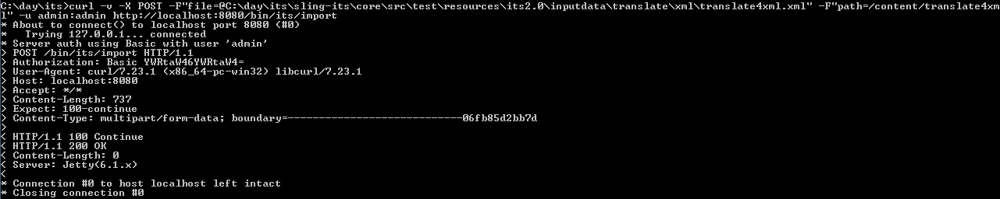 C:\day\its>curl -v -X POST -F"file=@C:\day\its\sling-its\core\src\test\resources\its2.0\inputdata\translate\xml\translate4xml.xml" -F"path=/content/translate4xm
l" -u admin:admin http://localhost:8080/bin/its/import
* About to connect() to localhost port 8080 (#0)
*   Trying 127.0.0.1... connected
* Server auth using Basic with user 'admin'
> POST /bin/its/import HTTP/1.1
> Authorization: Basic YWRtaW46YWRtaW4=
> User-Agent: curl/7.23.1 (x86_64-pc-win32) libcurl/7.23.1
> Host: localhost:8080
> Accept: */*
> Content-Length: 737
> Expect: 100-continue
> Content-Type: multipart/form-data; boundary=----------------------------06fb85d2bb7d
>
< HTTP/1.1 100 Continue
< HTTP/1.1 200 OK
< Content-Length: 0
< Server: Jetty(6.1.x)
<
* Connection #0 to host localhost left intact
* Closing connection #0